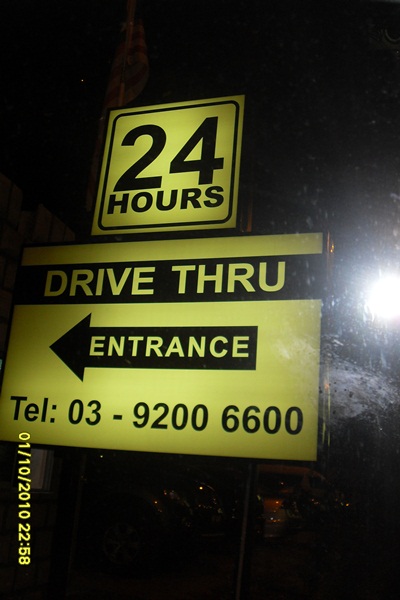 24
HOURS
DRIVE THRU
ENTRANCE
Tel: 03 - 9200 6600
01/10/2010 22:58